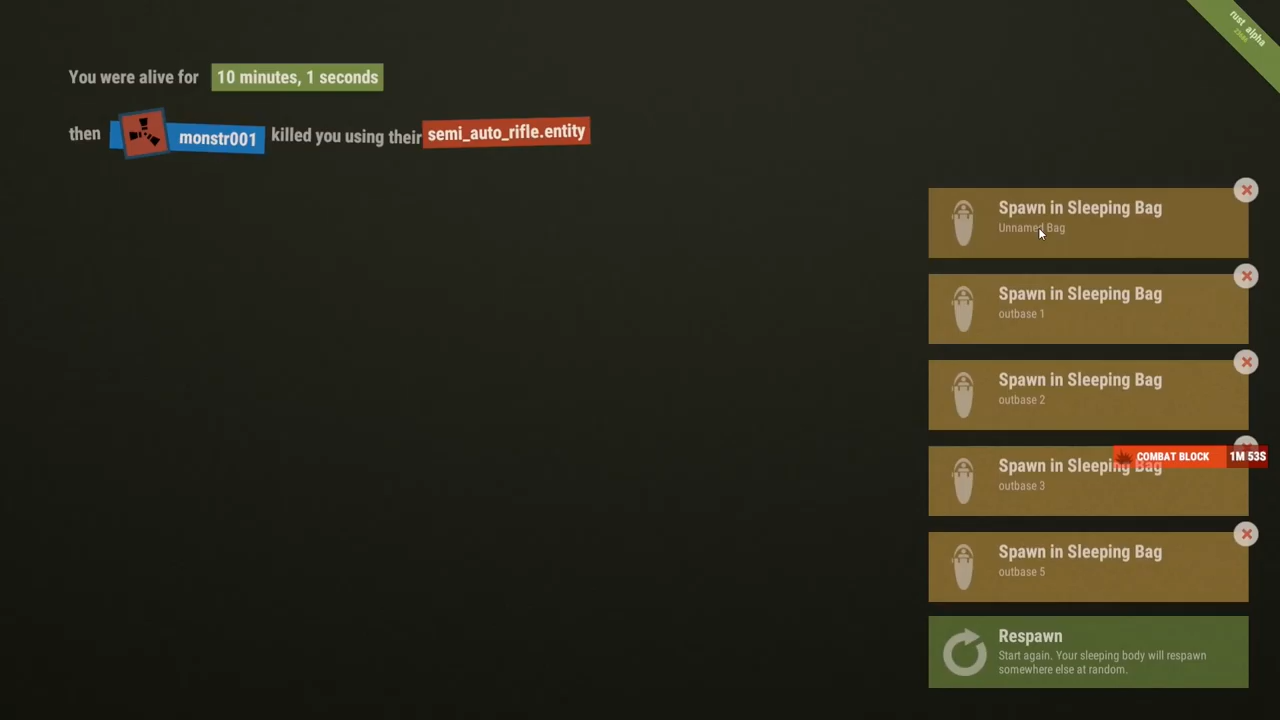 rust alpha
You were alive for 10 minutes, 1 seconds
then monstr001 killed you using their semi_auto_rifle.entity
Spawn in Sleeping Bag
Unnamed Bag
Spawn in Sleeping Bag
outbase 1
Spawn in Sleeping Bag
outbase 2
COMBAT BLOCK 1M 53S
Spawn in Sleeping Bag
outbase 3
Spawn in Sleeping Bag
outbase 5
Respawn
Start again. Your sleeping body will respawn
somewhere else at random.